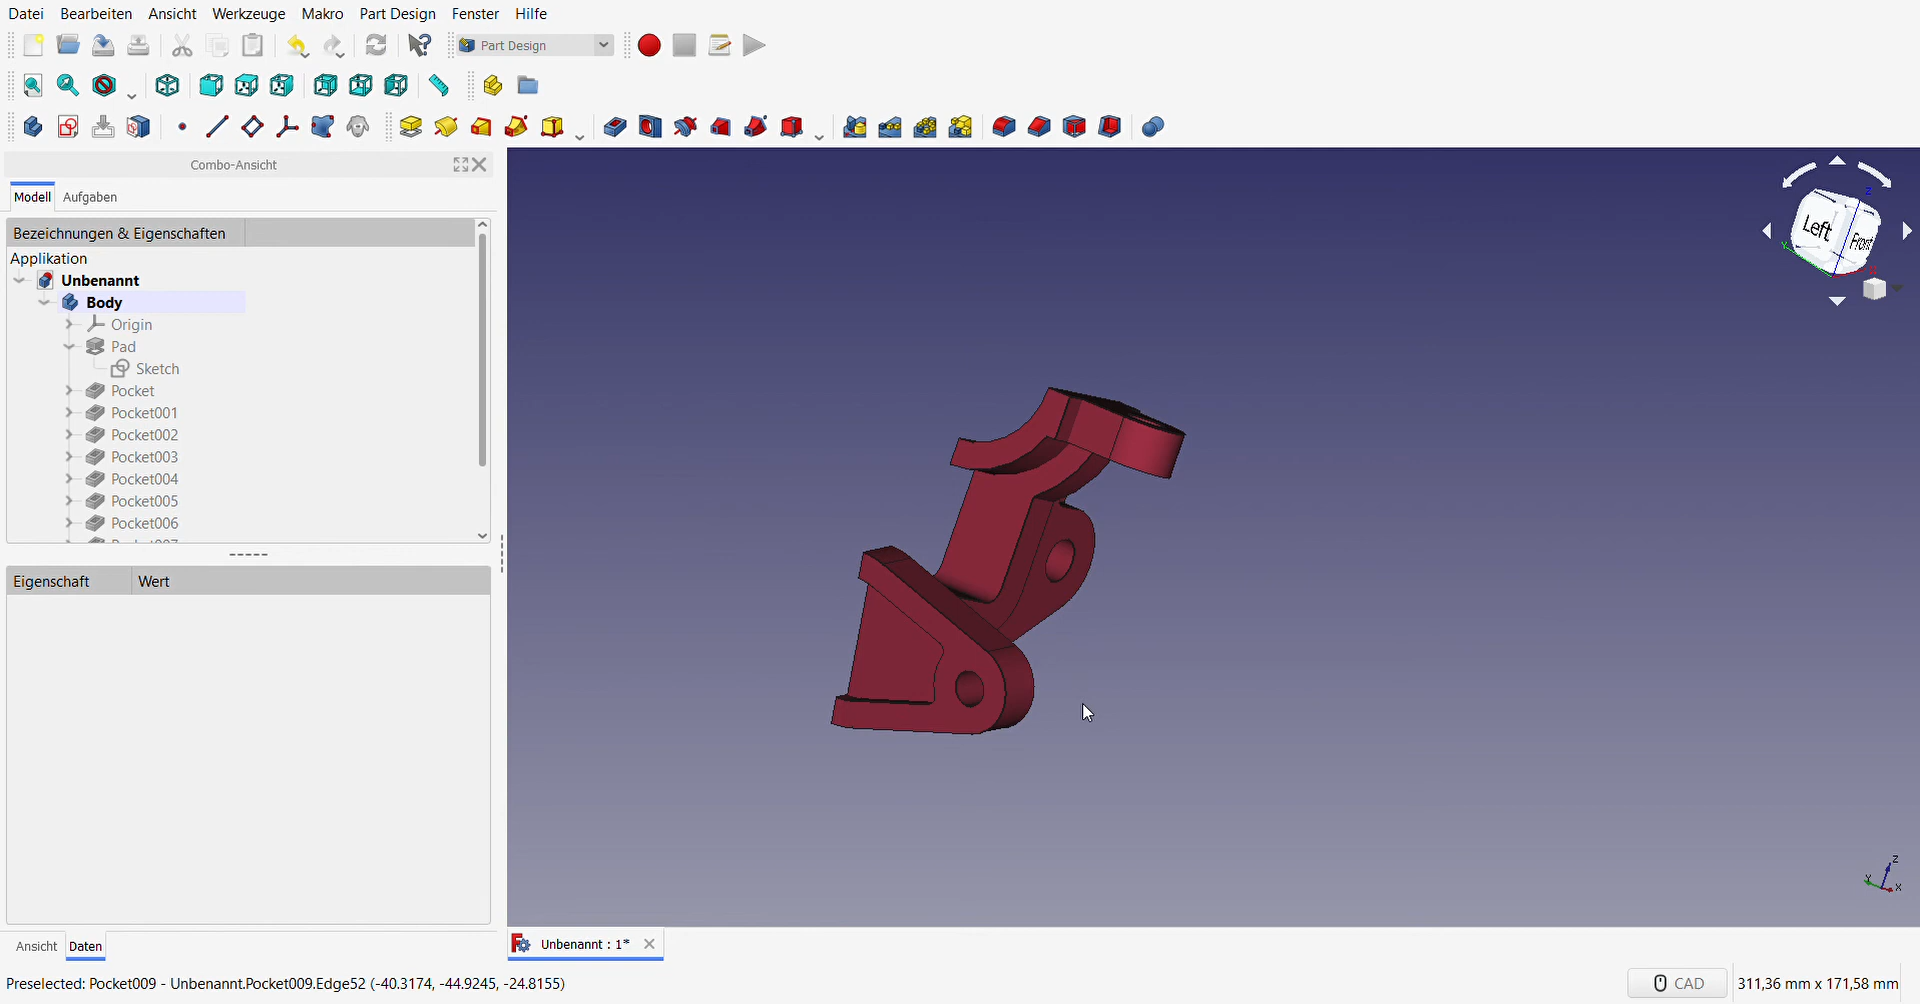 Datei Bearbeiten Ansicht Werkzeuge Makro Part Design Fenster Hilfe
Part Design
Combo-Ansicht
Modell Aufgaben
Bezeichnungen & Eigenschaften
Applikation
Unbenannt
Body
Origin
Pad
Sketch
Pocket
Pocket001
Pocket002
Pocket003
Pocket004
Pocket005
Pocket006
Eigenschaft Wert
Ansicht Daten
Left Front
Z
Y
Z
Y
X
Unbenannt : 1*
Preselected: Pocket009 - Unbenannt.Pocket009.Edge52 (-40.3174, -44.9245, -24.8155)
CAD
311,36 mm x 171,58 mm